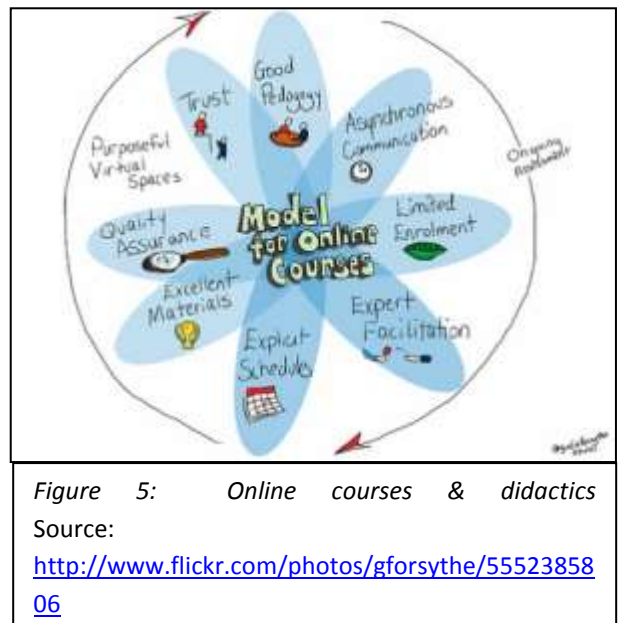 Good
Pedagogy
Trust
Asynchronous
Communication
Purposeful
Virtual
Spaces
Ongoing
Assessment
Limited
Enrolment
Quality
Assurance
Model
for Online
Courses
Excellent
Materials
Expert
Facilitation
Explicit
Schedules
Figure 5: Online courses & didactics
Source:
http://www.flickr.com/photos/gforsythe/55523858
06